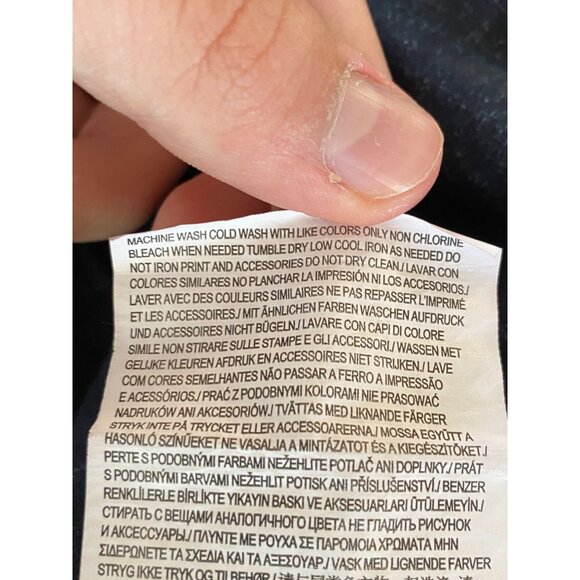 MACHINE WASH COLD WASH WITH LIKE COLORS ONLY NON CHLORINE
BLEACH WHEN NEEDED TUMBLE DRY LOW COOL IRON AS NEEDED DO
NOT IRON PRINT AND ACCESSORIES DO NOT DRY CLEAN./ LAVAR CON
COLORES SIMILARES NO PLANCHAR LA IMPRESIÓN NI LOS ACCESORIOS./
LAVER AVEC DES COULEURS SIMILAIRES NE PAS REPASSER L'IMPRIMÉ
ET LES ACCESSOIRES./ MIT ÄHNLICHEN FARBEN WASCHEN AUFDRUCK
UND ACCESSOIRES NICHT BÜGELN./ LAVARE CON CAPI DI COLORE
SIMILE NON STIRARE SULLE STAMPE E GLI ACCESSORI./ WASSEN MET
GELIJKE KLEUREN AFDRUK EN ACCESSOIRES NIET STRIJKEN./ LAVE
COM CORES SEMELHANTES NÃO PASSAR A FERRO A IMPRESSÃO
E ACESSÓRIOS./ PRAĆ Z PODOBNYMI KOLORAMI NIE PRASOWAĆ
NADRUKÓW ANI AKCESORIÓW./ TVÄTTAS MED LIKNANDE FÄRGER
STRYK INTE PÅ TRYCKET ELLER ACCESSOARERNA./ MOSSA EGYÜTT A
HASONLÓ SZÍNŰEKET NE VASALJA A MINTÁZATOT ÉS A KIEGÉSZÍTŐKET./
PERTE S PODOBNÝMI FARBAMI NEŽEHLITE POTLAČ ANI DOPLNKY./ PRÁT
S PODOBNÝMI BARVAMI NEŽEHLIT POTISK ANI PŘÍSLUŠENSTVÍ./ BENZER
RENKLİLERLE BİRLİKTE YIKAYIN BASKI VE AKSESUARLARI ÜTÜLEMEYİN./
СТИРАТЬ С ВЕЩАМИ АНАЛОГИЧНОГО ЦВЕТА НЕ ГЛАДИТЬ РИСУНОК
И АКСЕССУАРЫ./ ΠΛΥΝΤΕ ΜΕ ΡΟΥΧΑ ΣΕ ΠΑΡΟΜΟΙΑ ΧΡΩΜΑΤΑ ΜΗΝ
ΣΙΔΕΡΩΝΕΤΕ ΤΑ ΣΧΕΔΙΑ ΚΑΙ ΤΑ ΑΞΕΣΟΥΑΡ./ VASK MED LIGNENDE FARVER
STRYG IKKE TRYK OG TILBEHØR./